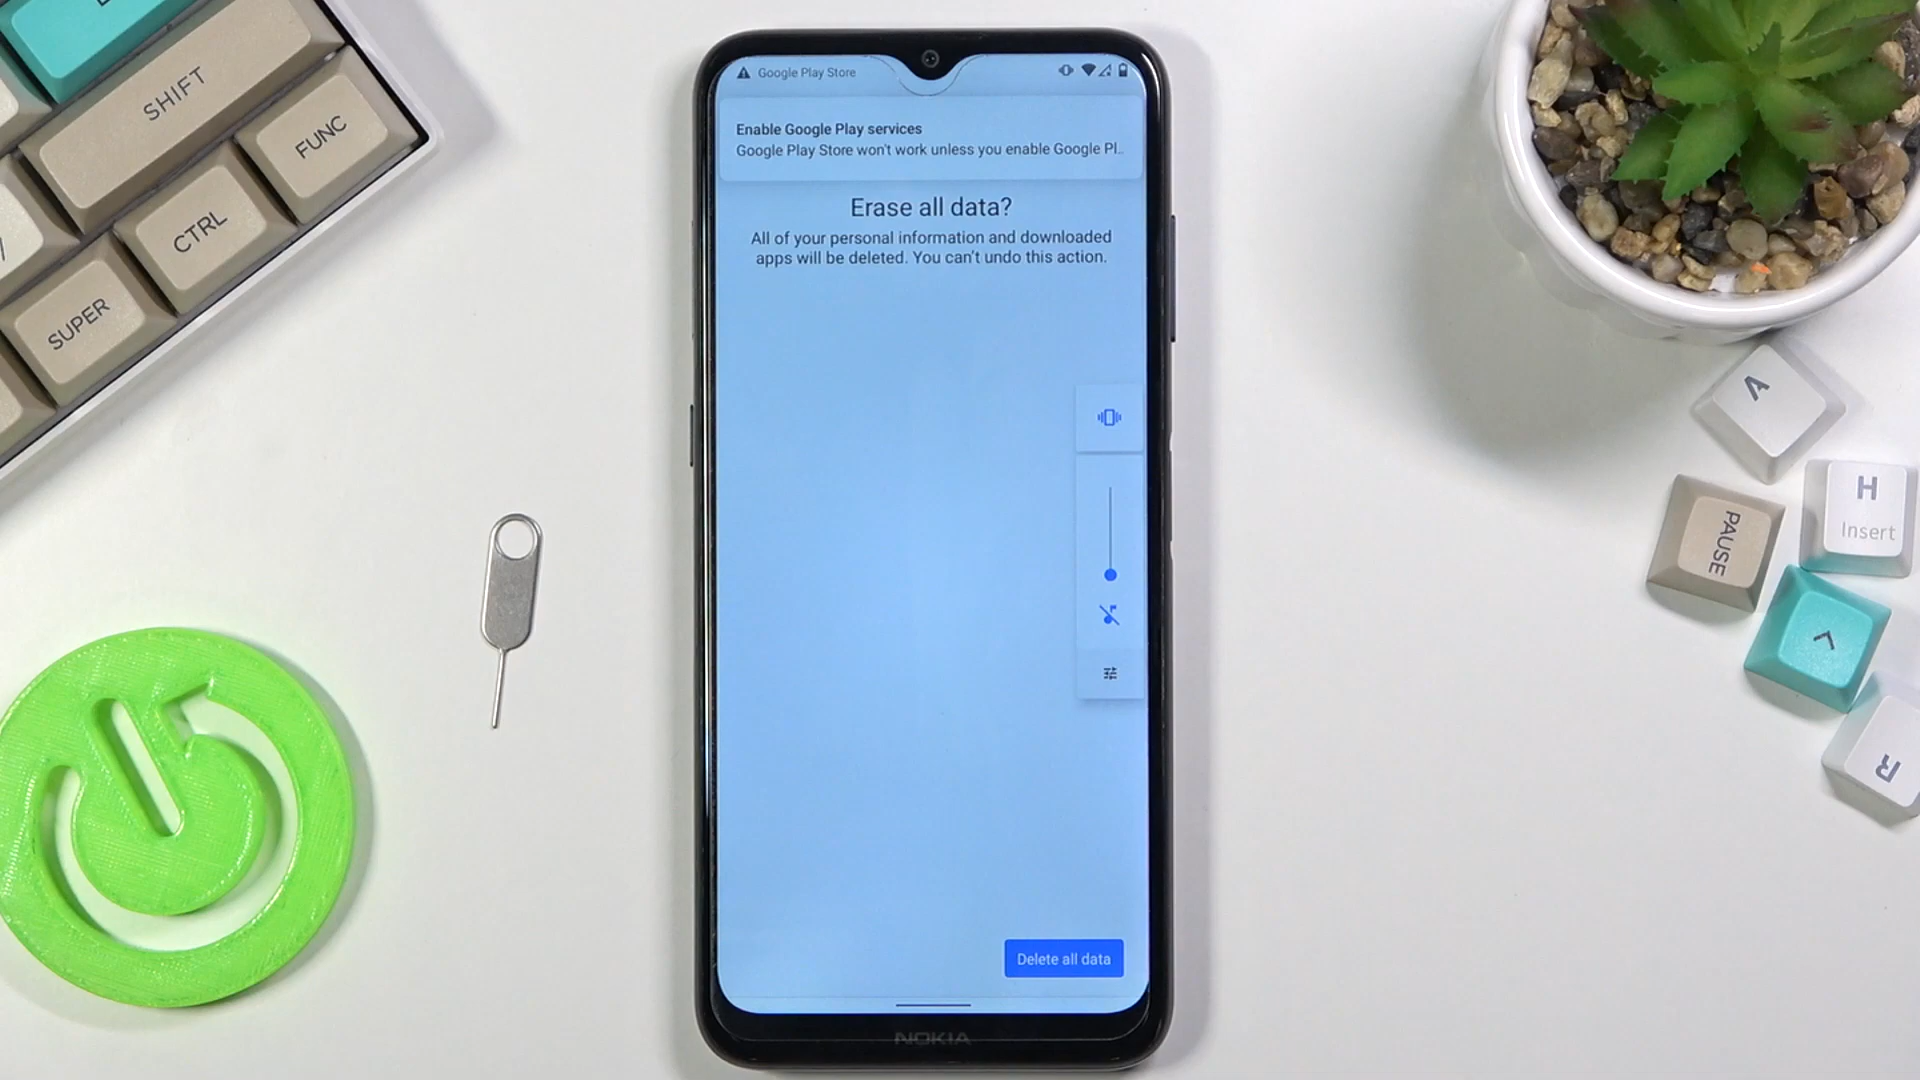 SHIFT
FUNC
CTRL
SUPER
Google Play Store
Enable Google Play services
Google Play Store won't work unless you enable Google Pl..
Erase all data?
All of your personal information and downloaded
apps will be deleted. You can't undo this action.
Delete all data
NOKIA
A
H
Insert
PAUSE
R